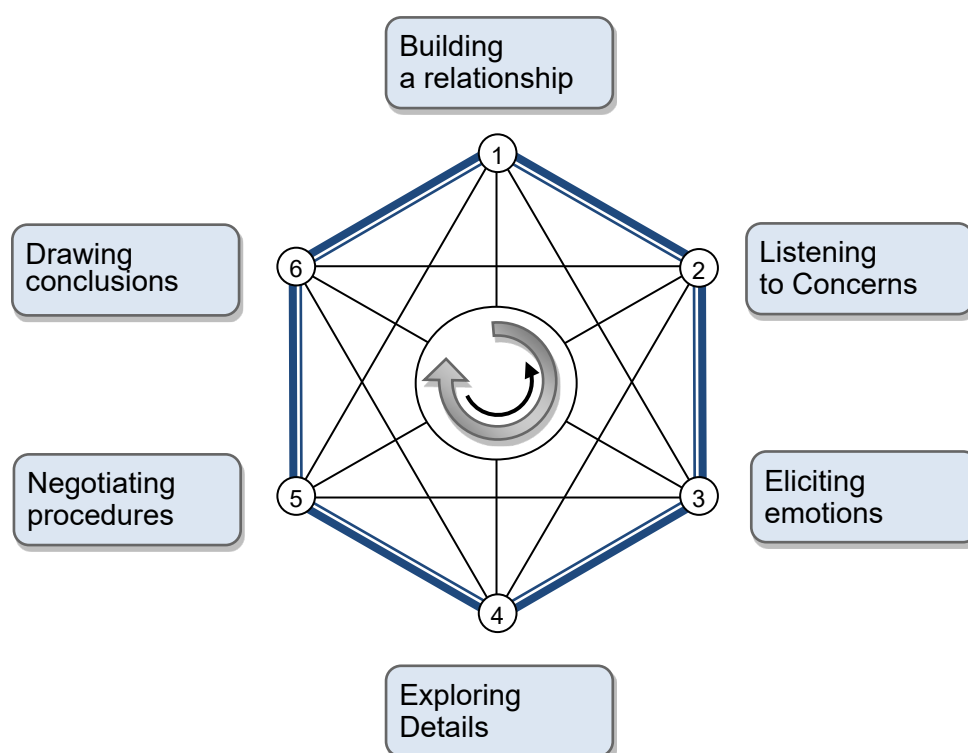 Building
a relationship
1
Drawing
conclusions
6
2
Listening
to Concerns
Negotiating
procedures
5
3
Eliciting
emotions
4
Exploring
Details